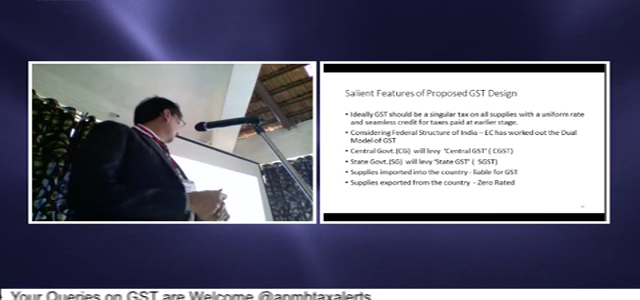 Salient Features of Proposed GST Design
• Ideally GST should be a singular tax on all supplies with a uniform rate
and seamless credit for taxes paid at earlier stage.
• Considering Federal Structure of India – EC has worked out the Dual
Model of GST
• Central Govt.(CG) will levy "Central GST" ( CGST)
• State Govt.(SG) will levy "State GST" ( SGST)
• Supplies imported into the country - liable for GST
• Supplies exported from the country - Zero Rated
Your Queries on GST are Welcome @apmhtaxalerts